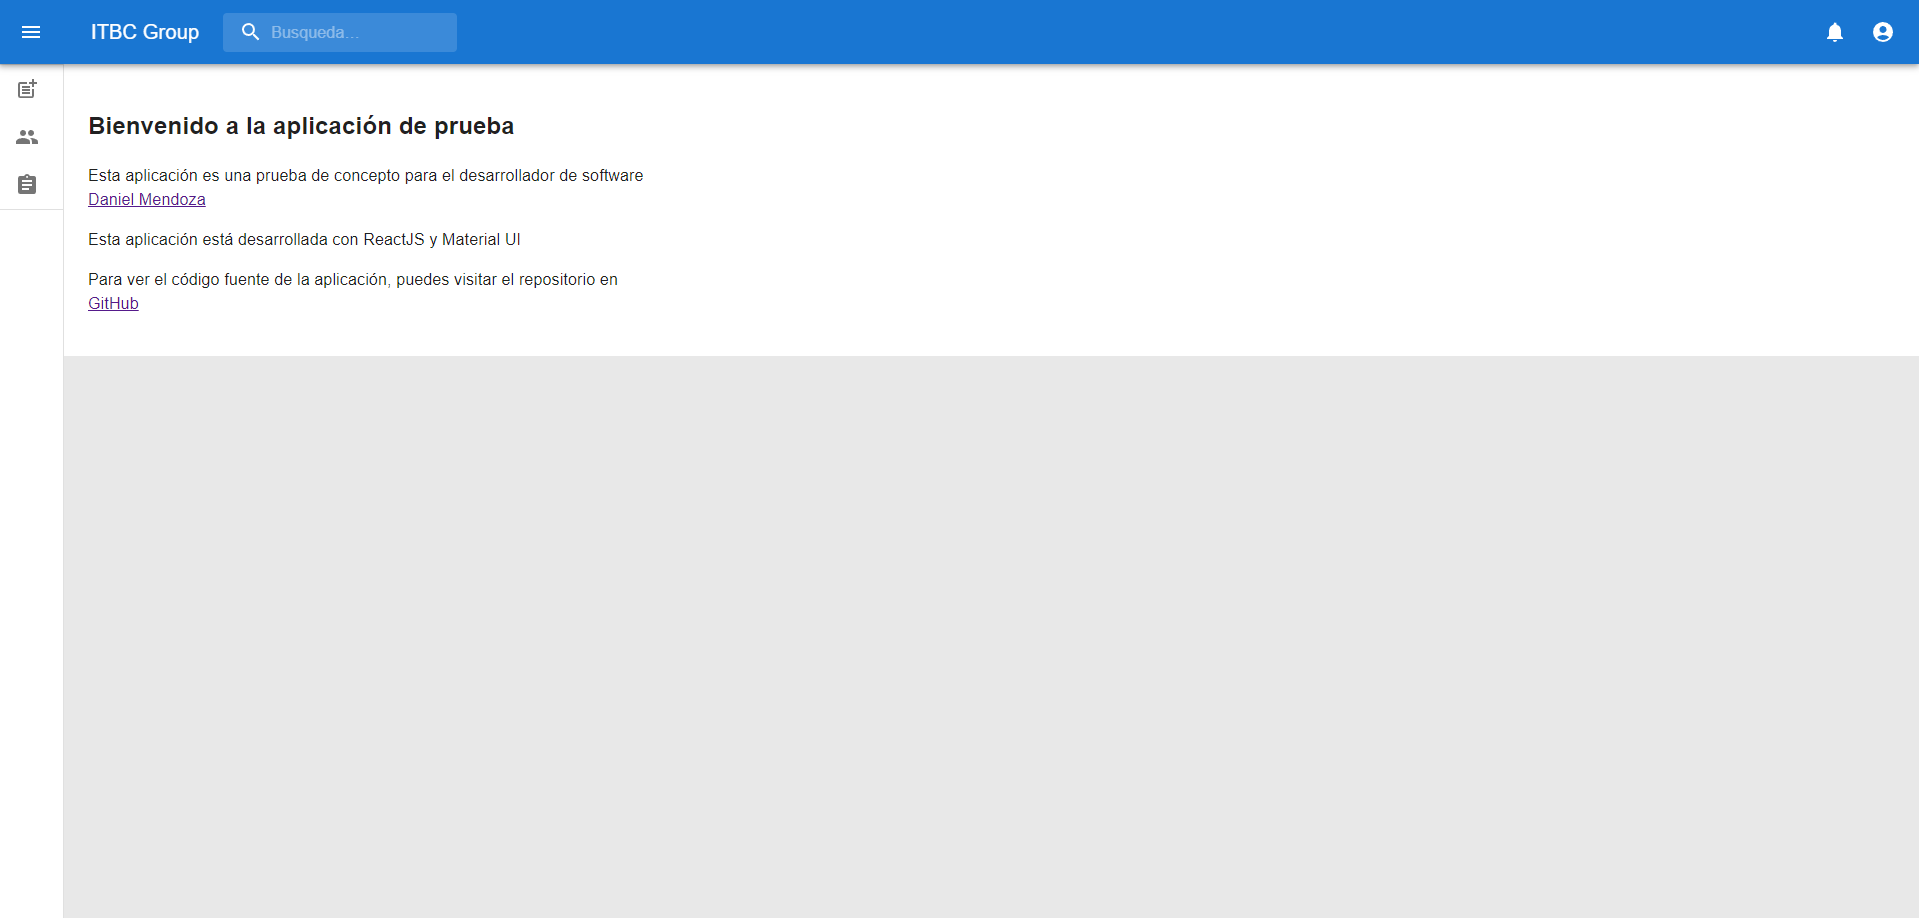 ITBC Group
Busqueda...
Bienvenido a la aplicación de prueba
Esta aplicación es una prueba de concepto para el desarrollador de software
Daniel Mendoza
Esta aplicación está desarrollada con ReactJS y Material UI
Para ver el código fuente de la aplicación, puedes visitar el repositorio en
GitHub